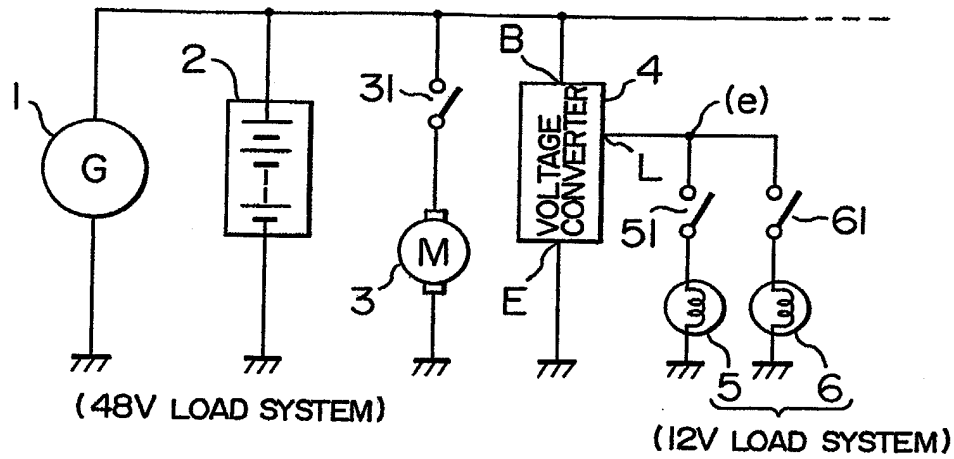 1
G
2
31
M
3
B
4
VOLTAGE
CONVERTER
E
L
(e)
51
61
5
6
(48V LOAD SYSTEM)
(12V LOAD SYSTEM)